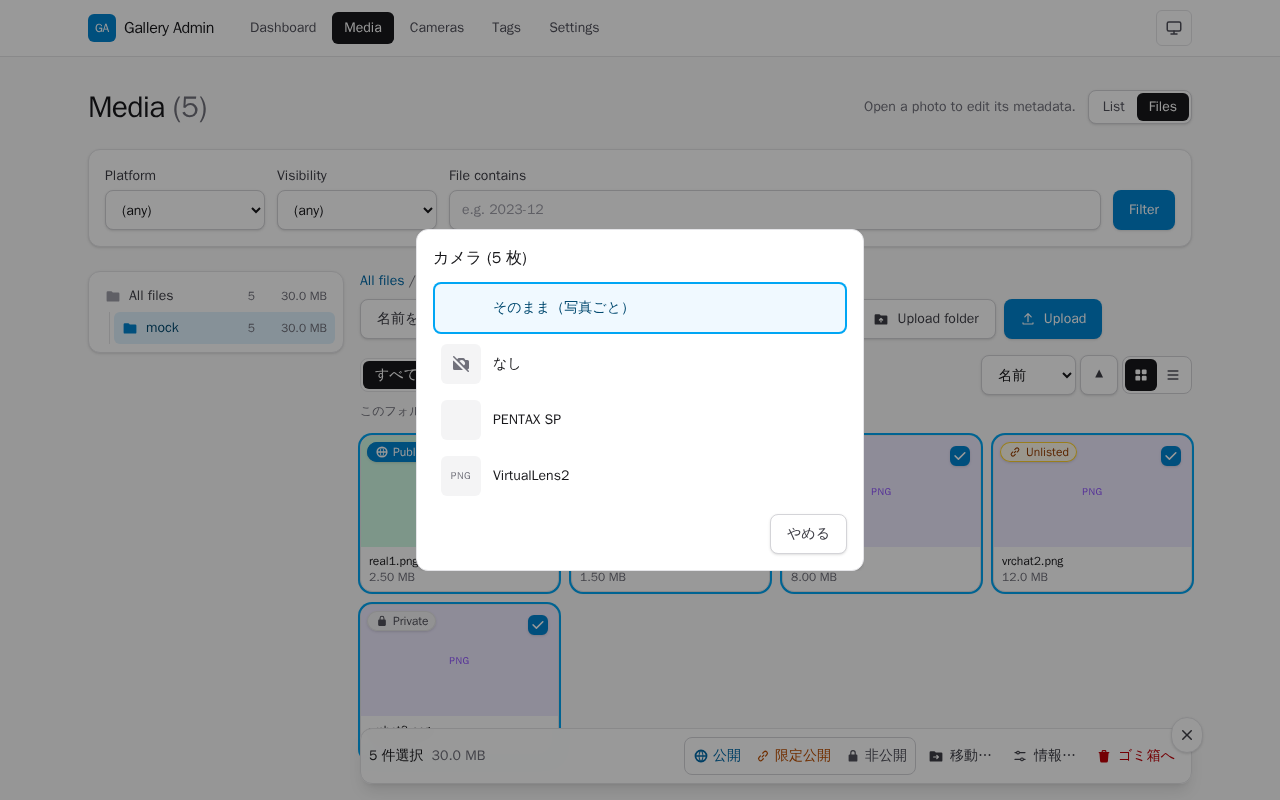 GA Gallery Admin Dashboard Media Cameras Tags Settings
Media (5)
Open a photo to edit its metadata. List Files
Platform Visibility File contains
(any) (any) e.g. 2023-12 Filter
All files 5 30.0 MB
mock 5 30.0 MB
All files /
名前を
Upload folder Upload
すべて
名前 ▲
このフォル
カメラ (5 枚)
そのまま（写真ごと）
なし
PENTAX SP
PNG VirtualLens2
やめる
Publ
real1.png
2.50 MB
1.50 MB
PNG
8.00 MB
Unlisted
PNG
vrchat2.png
12.0 MB
Private
PNG
5 件選択 30.0 MB 公開 限定公開 非公開 移動… 情報… ゴミ箱へ